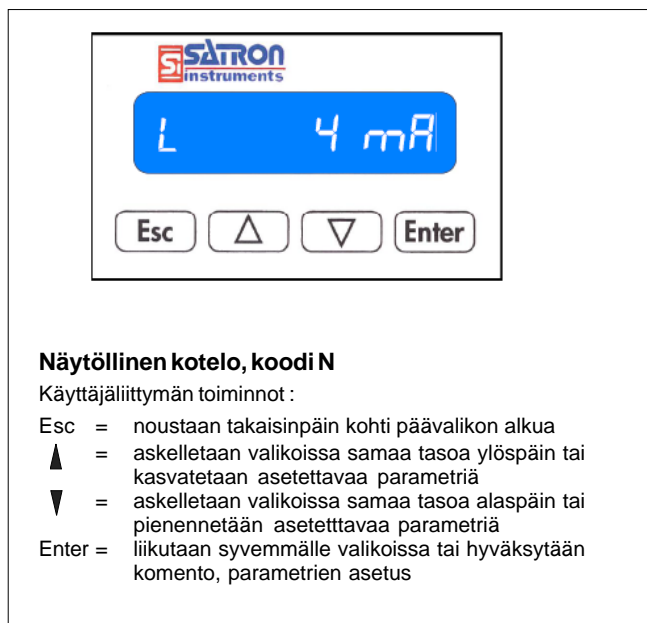 Si SATRON
instruments
L 4 mA
Esc △ ▽ Enter
Näytöllinen kotelo, koodi N
Käyttäjäliittymän toiminnot :
Esc = noustaan takaisinpäin kohti päävalikon alkua
▲ = askelletaan valikoissa samaa tasoa ylöspäin tai
kasvatetaan asetettavaa parametriä
▼ = askelletaan valikoissa samaa tasoa alaspäin tai
pienennetään asetetttavaa parametriä
Enter = liikutaan syvemmälle valikoissa tai hyväksytään
komento, parametrien asetus